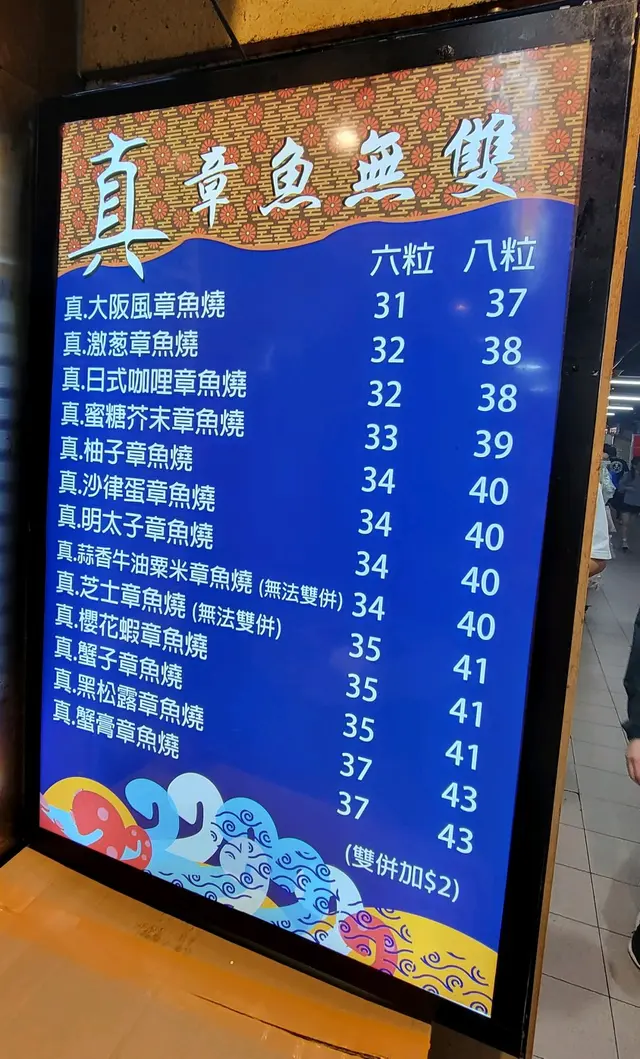 真章魚無雙
六粒 八粒
真.大阪風章魚燒 31 37
真.激葱章魚燒 32 38
真.日式咖哩章魚燒 32 38
真.蜜糖芥末章魚燒 33 39
真.柚子章魚燒 34 40
真.沙律蛋章魚燒 34 40
真.明太子章魚燒 34 40
真.蒜香牛油粟米章魚燒 (無法雙併) 34 40
真.芝士章魚燒 (無法雙併) 35 41
真.櫻花蝦章魚燒 35 41
真.蟹子章魚燒 35 41
真.黑松露章魚燒 37 43
真.蟹膏章魚燒 37 43
(雙併加$2)